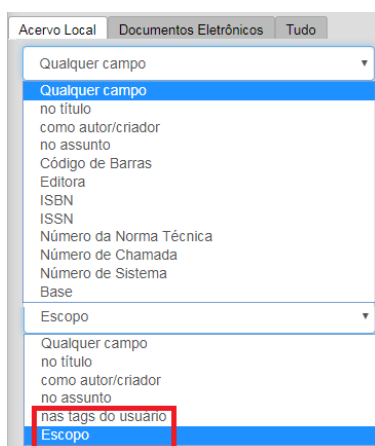 Acervo Local Documentos Eletrônicos Tudo
Qualquer campo
Qualquer campo
no título
como autor/criador
no assunto
Código de Barras
Editora
ISBN
ISSN
Número da Norma Técnica
Número de Chamada
Número de Sistema
Base
Escopo
Qualquer campo
no título
como autor/criador
no assunto
nas tags do usuário
Escopo